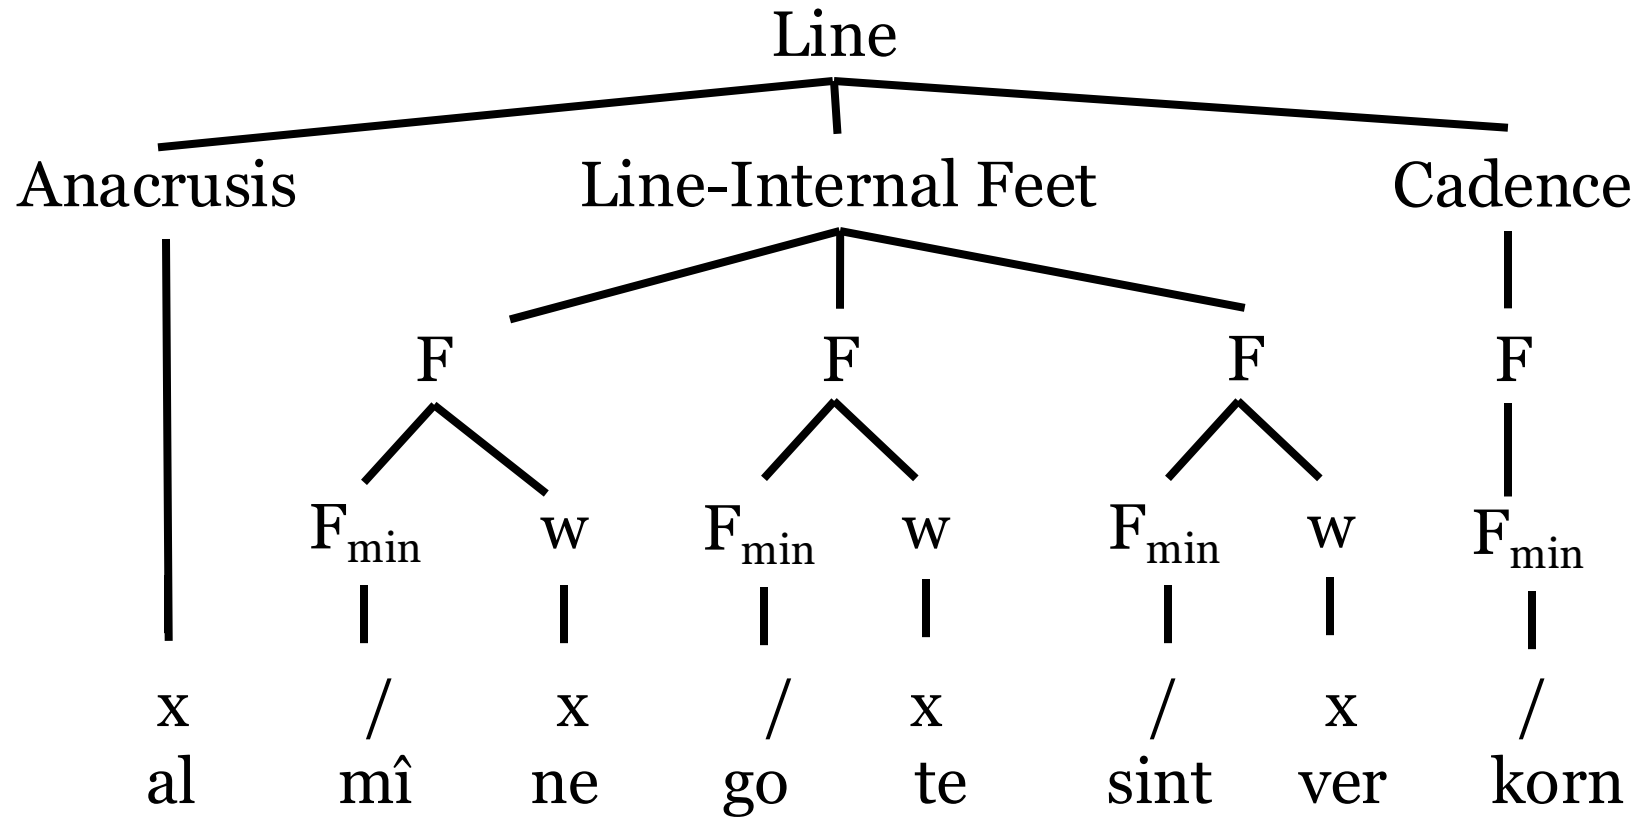 Line
Anacrusis Line-Internal Feet Cadence
F F F F
Fmin w Fmin w Fmin w Fmin
x / x / x / x /
al mî ne go te sint ver korn